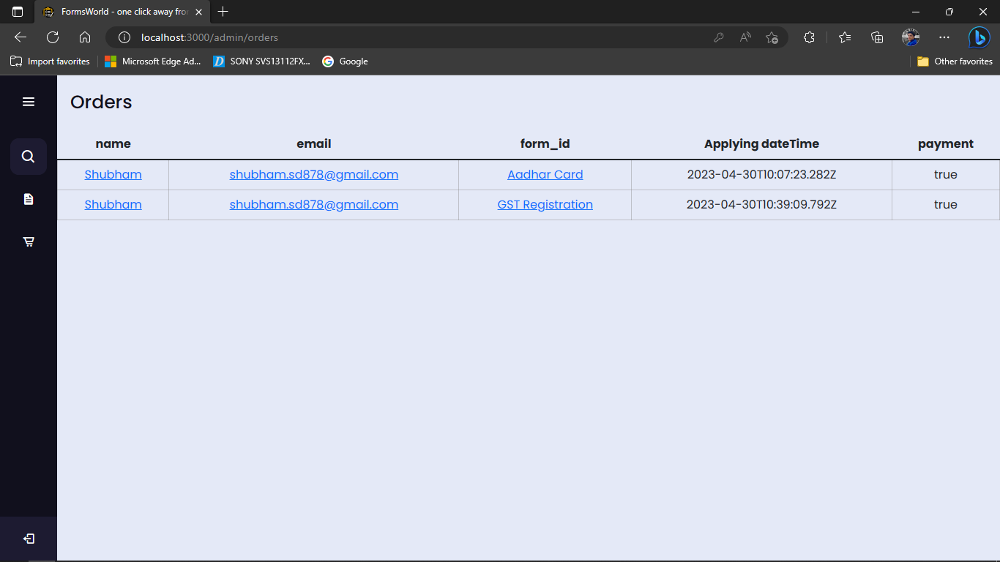 FormsWorld - one click away fro
localhost:3000/admin/orders
Import favorites
Microsoft Edge Ad...
SONY SVS13112FX...
Google
Other favorites
Orders
name email form_id Applying dateTime payment
Shubham shubham.sd878@gmail.com Aadhar Card 2023-04-30T10:07:23.282Z true
Shubham shubham.sd878@gmail.com GST Registration 2023-04-30T10:39:09.792Z true